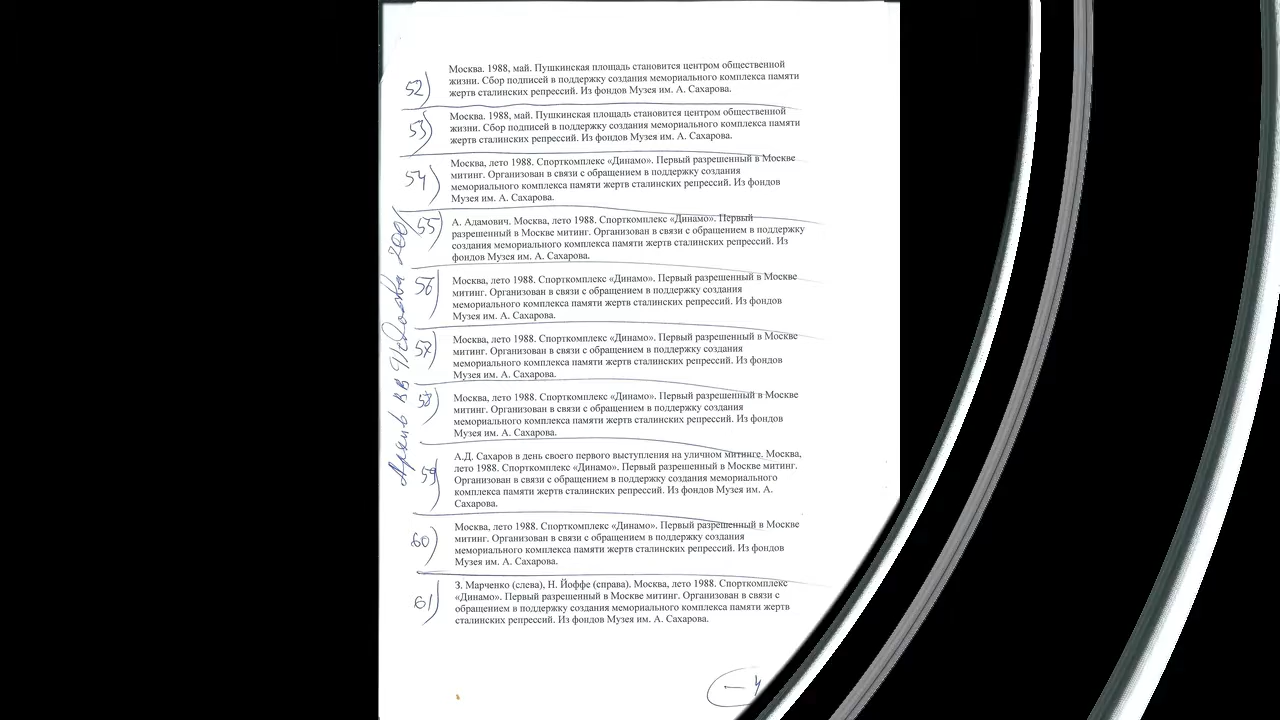 52) Москва. 1988, май. Пушкинская площадь становится центром общественной
жизни. Сбор подписей в поддержку создания мемориального комплекса памяти
жертв сталинских репрессий. Из фондов Музея им. А. Сахарова.
53) Москва. 1988, май. Пушкинская площадь становится центром общественной
жизни. Сбор подписей в поддержку создания мемориального комплекса памяти
жертв сталинских репрессий. Из фондов Музея им. А. Сахарова.
54) Москва, лето 1988. Спорткомплекс «Динамо». Первый разрешенный в Москве
митинг. Организован в связи с обращением в поддержку создания
мемориального комплекса памяти жертв сталинских репрессий. Из фондов
Музея им. А. Сахарова.
55) А. Адамович. Москва, лето 1988. Спорткомплекс «Динамо». Первый
разрешенный в Москве митинг. Организован в связи с обращением в поддержку
создания мемориального комплекса памяти жертв сталинских репрессий. Из
фондов Музея им. А. Сахарова.
56) Москва, лето 1988. Спорткомплекс «Динамо». Первый разрешенный в Москве
митинг. Организован в связи с обращением в поддержку создания
мемориального комплекса памяти жертв сталинских репрессий. Из фондов
Музея им. А. Сахарова.
57) Москва, лето 1988. Спорткомплекс «Динамо». Первый разрешенный в Москве
митинг. Организован в связи с обращением в поддержку создания
мемориального комплекса памяти жертв сталинских репрессий. Из фондов
Музея им. А. Сахарова.
58) Москва, лето 1988. Спорткомплекс «Динамо». Первый разрешенный в Москве
митинг. Организован в связи с обращением в поддержку создания
мемориального комплекса памяти жертв сталинских репрессий. Из фондов
Музея им. А. Сахарова.
59) А.Д. Сахаров в день своего первого выступления на уличном митинге. Москва,
лето 1988. Спорткомплекс «Динамо». Первый разрешенный в Москве митинг.
Организован в связи с обращением в поддержку создания мемориального
комплекса памяти жертв сталинских репрессий. Из фондов Музея им. А.
Сахарова.
60) Москва, лето 1988. Спорткомплекс «Динамо». Первый разрешенный в Москве
митинг. Организован в связи с обращением в поддержку создания
мемориального комплекса памяти жертв сталинских репрессий. Из фондов
Музея им. А. Сахарова.
61) З. Марченко (слева), Н. Йоффе (справа). Москва, лето 1988. Спорткомплекс
«Динамо». Первый разрешенный в Москве митинг. Организован в связи с
обращением в поддержку создания мемориального комплекса памяти жертв
сталинских репрессий. Из фондов Музея им. А. Сахарова.
Архив ВВ